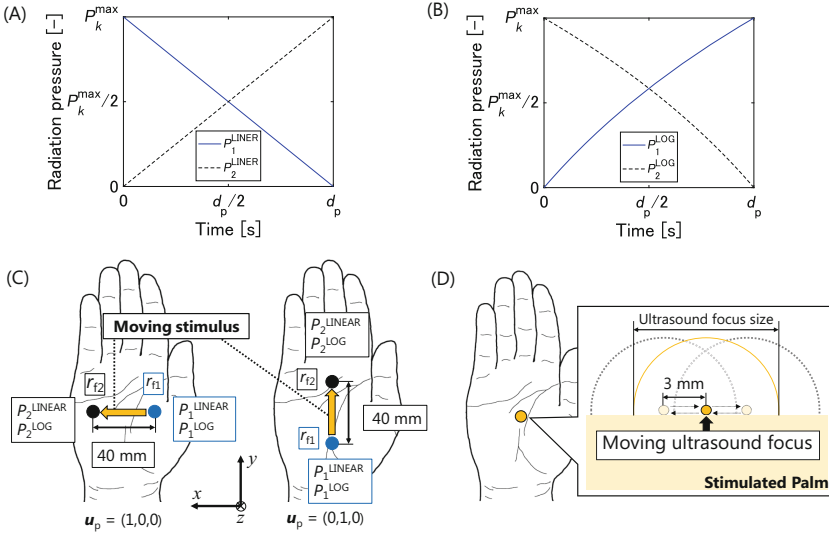 (A)
Radiation pressure [-]
P_k^max
P_k^max/2
0
P_1^LINER
P_2^LINER
0
d_p/2
d_p
Time [s]
(B)
Radiation pressure [-]
P_k^max
P_k^max/2
0
P_1^LOG
P_2^LOG
0
d_p/2
d_p
Time [s]
(C)
Moving stimulus
r_f2
r_f1
P_2^LINEAR
P_2^LOG
P_1^LINEAR
P_1^LOG
40 mm
u_p = (1,0,0)
y
x
z
P_2^LINEAR
P_2^LOG
r_f2
40 mm
r_f1
P_1^LINEAR
P_1^LOG
u_p = (0,1,0)
(D)
Ultrasound focus size
3 mm
Moving ultrasound focus
Stimulated Palm